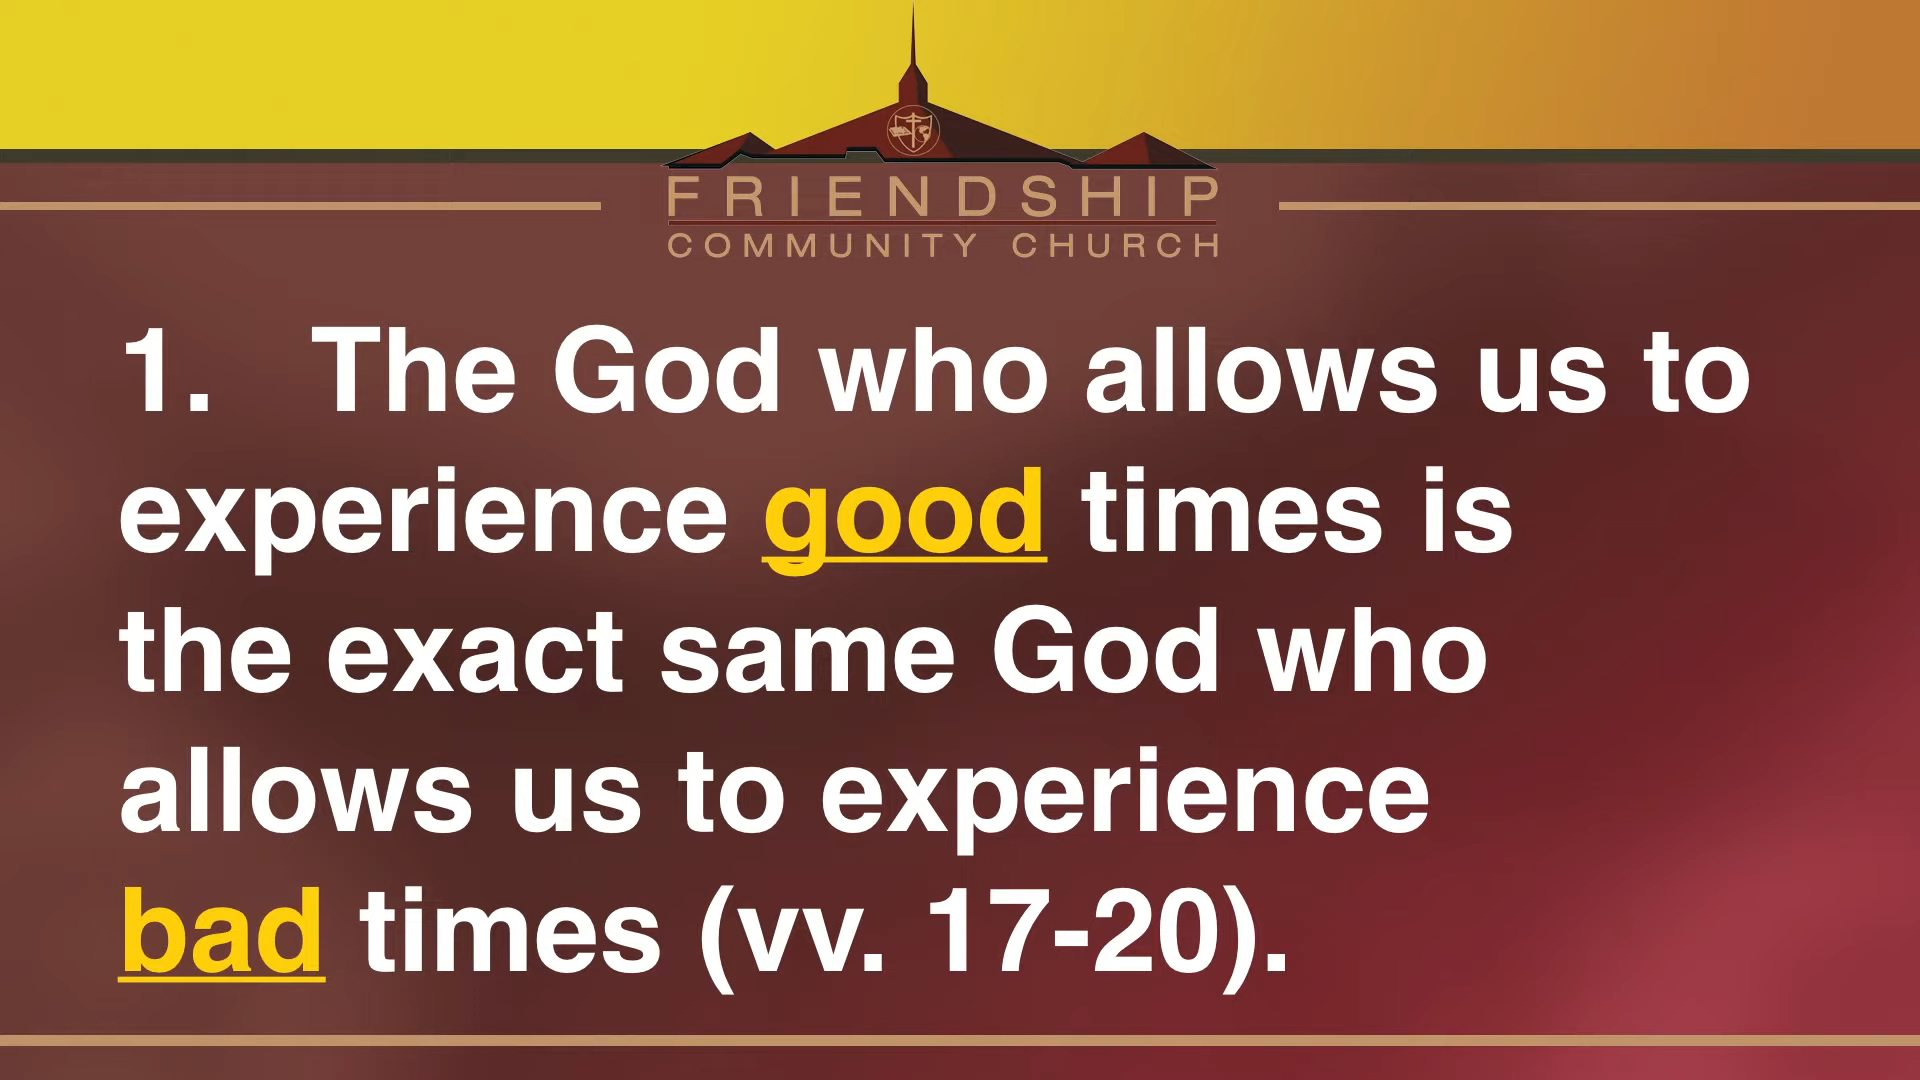 FRIENDSHIP
COMMUNITY CHURCH
1. The God who allows us to
experience good times is
the exact same God who
allows us to experience
bad times (vv. 17-20).